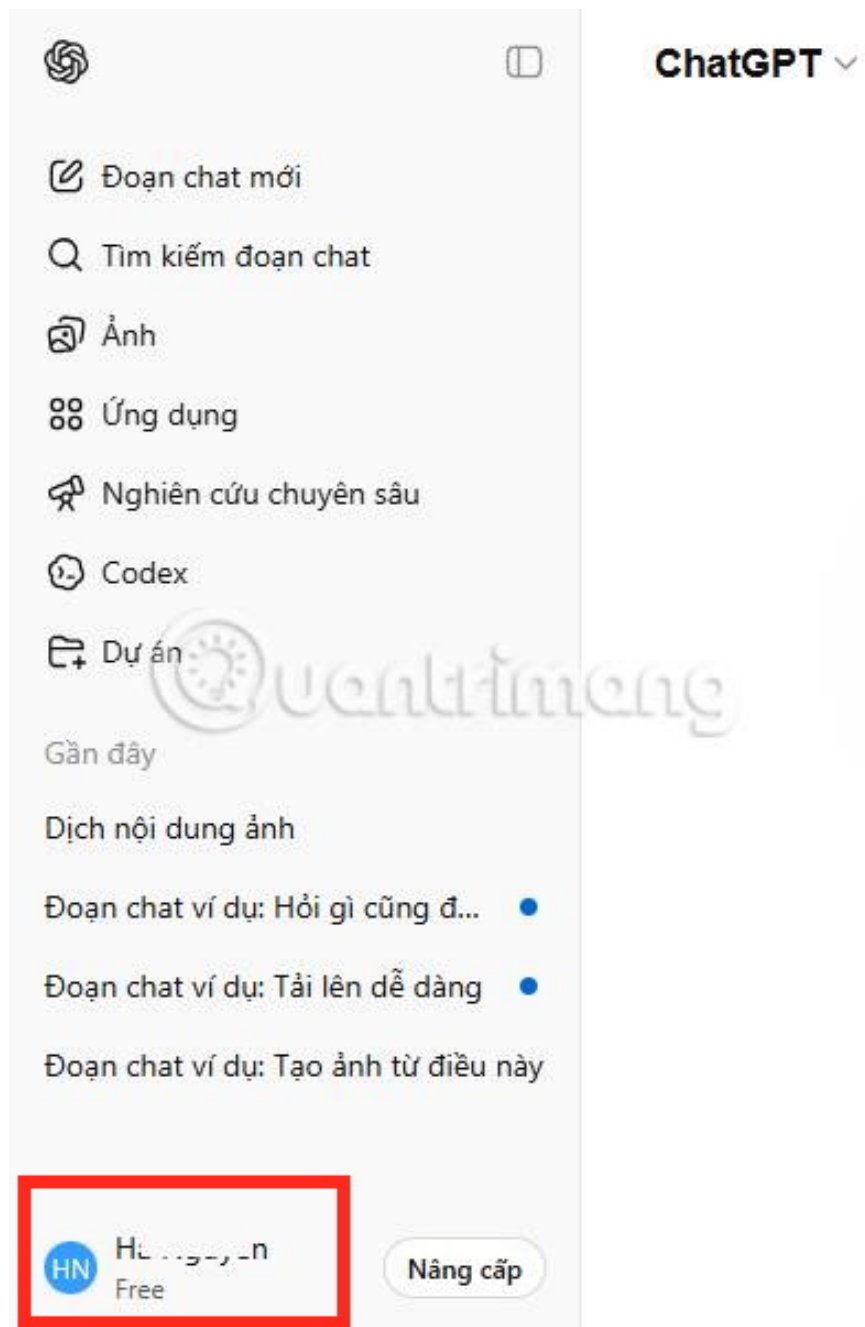 ChatGPT
Đoạn chat mới
Tìm kiếm đoạn chat
Ảnh
Ứng dụng
Nghiên cứu chuyên sâu
Codex
Dự án
Quantrimang
Gần đây
Dịch nội dung ảnh
Đoạn chat ví dụ: Hỏi gì cũng đ...
Đoạn chat ví dụ: Tải lên dễ dàng
Đoạn chat ví dụ: Tạo ảnh từ điều này
HN
Free
Nâng cấp